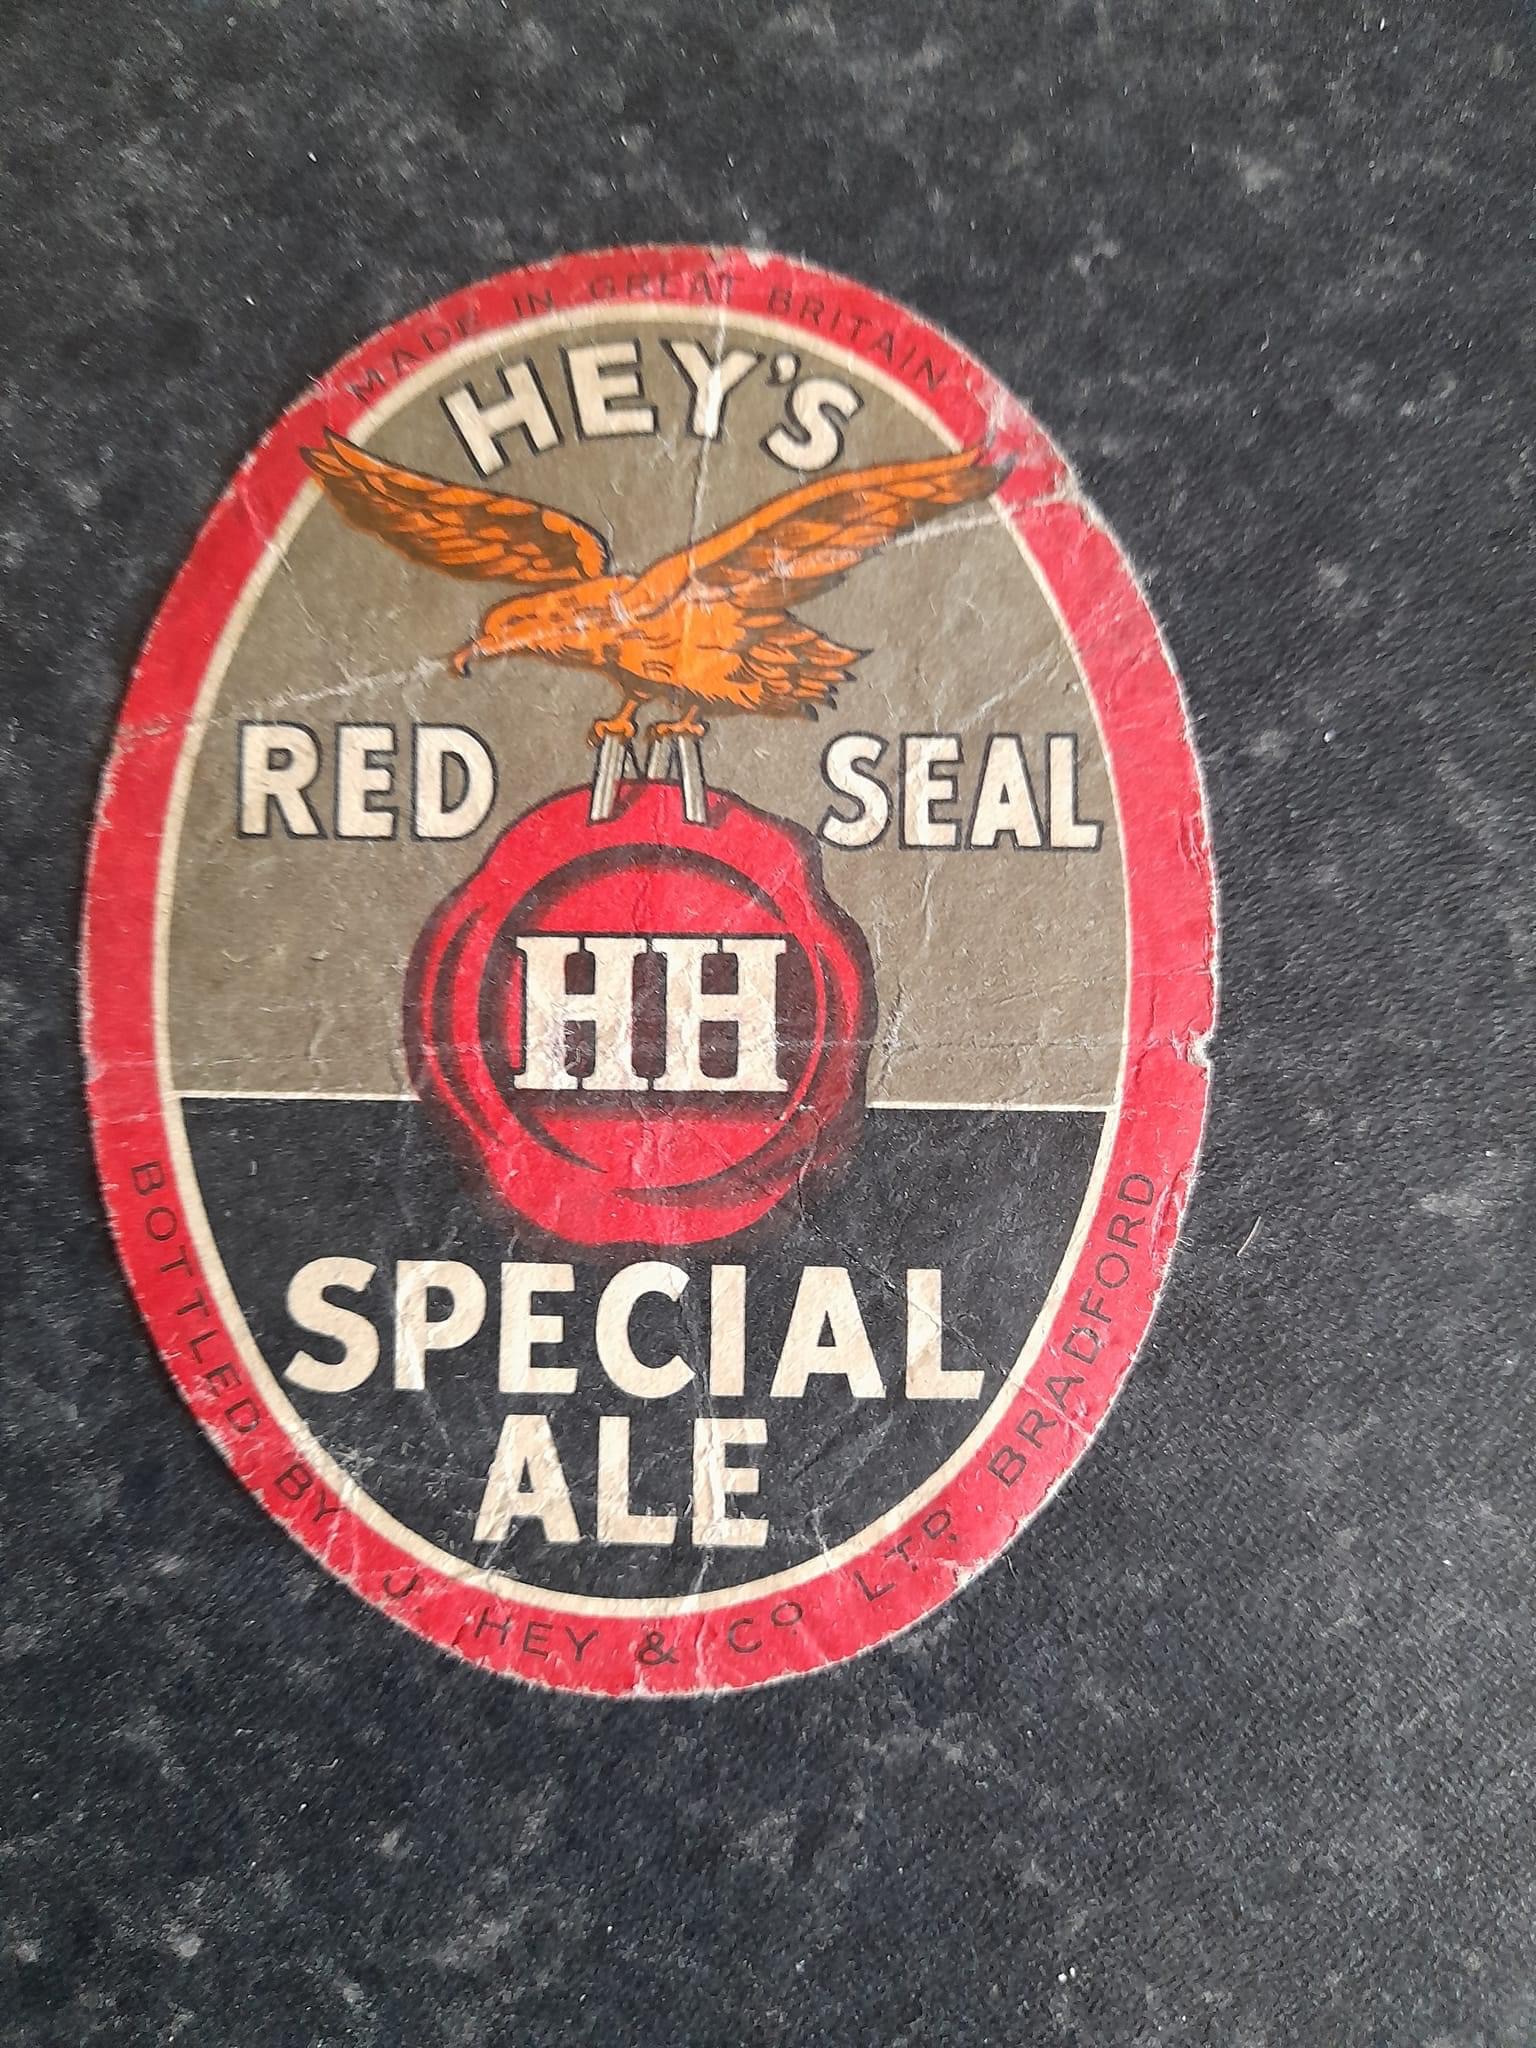 MADE IN GREAT BRITAIN
HEY'S
RED SEAL
HH
SPECIAL
ALE
BOTTLED BY J. HEY & Co LTD. BRADFORD